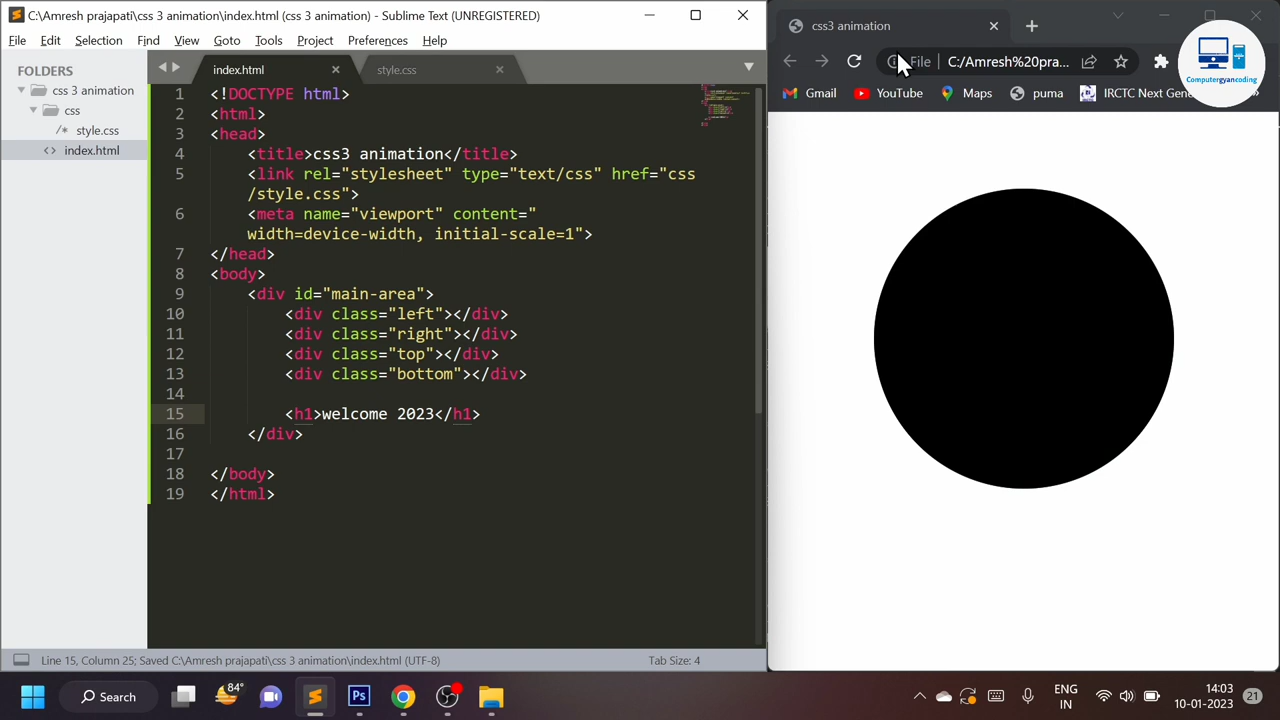 C:\Amresh prajapati\css 3 animation\index.html (css 3 animation) - Sublime Text (UNREGISTERED)
File Edit Selection Find View Goto Tools Project Preferences Help
FOLDERS
css 3 animation
css
/* style.css
<> index.html
index.html
style.css
1 <!DOCTYPE html>
2 <html>
3 <head>
4 <title>css3 animation</title>
5 <link rel="stylesheet" type="text/css" href="css
/style.css">
6 <meta name="viewport" content="
width=device-width, initial-scale=1">
7 </head>
8 <body>
9 <div id="main-area">
10 <div class="left"></div>
11 <div class="right"></div>
12 <div class="top"></div>
13 <div class="bottom"></div>
14
15 <h1>welcome 2023</h1>
16 </div>
17
18 </body>
19 </html>
Line 15, Column 25; Saved C:\Amresh prajapati\css 3 animation\index.html (UTF-8)
Tab Size: 4
css3 animation
File C:/Amresh%20pra...
Gmail YouTube Maps puma IRCTC Next Gene
Computergyancoding
84°
Search
Ps
ENG
IN
14:03
10-01-2023
21